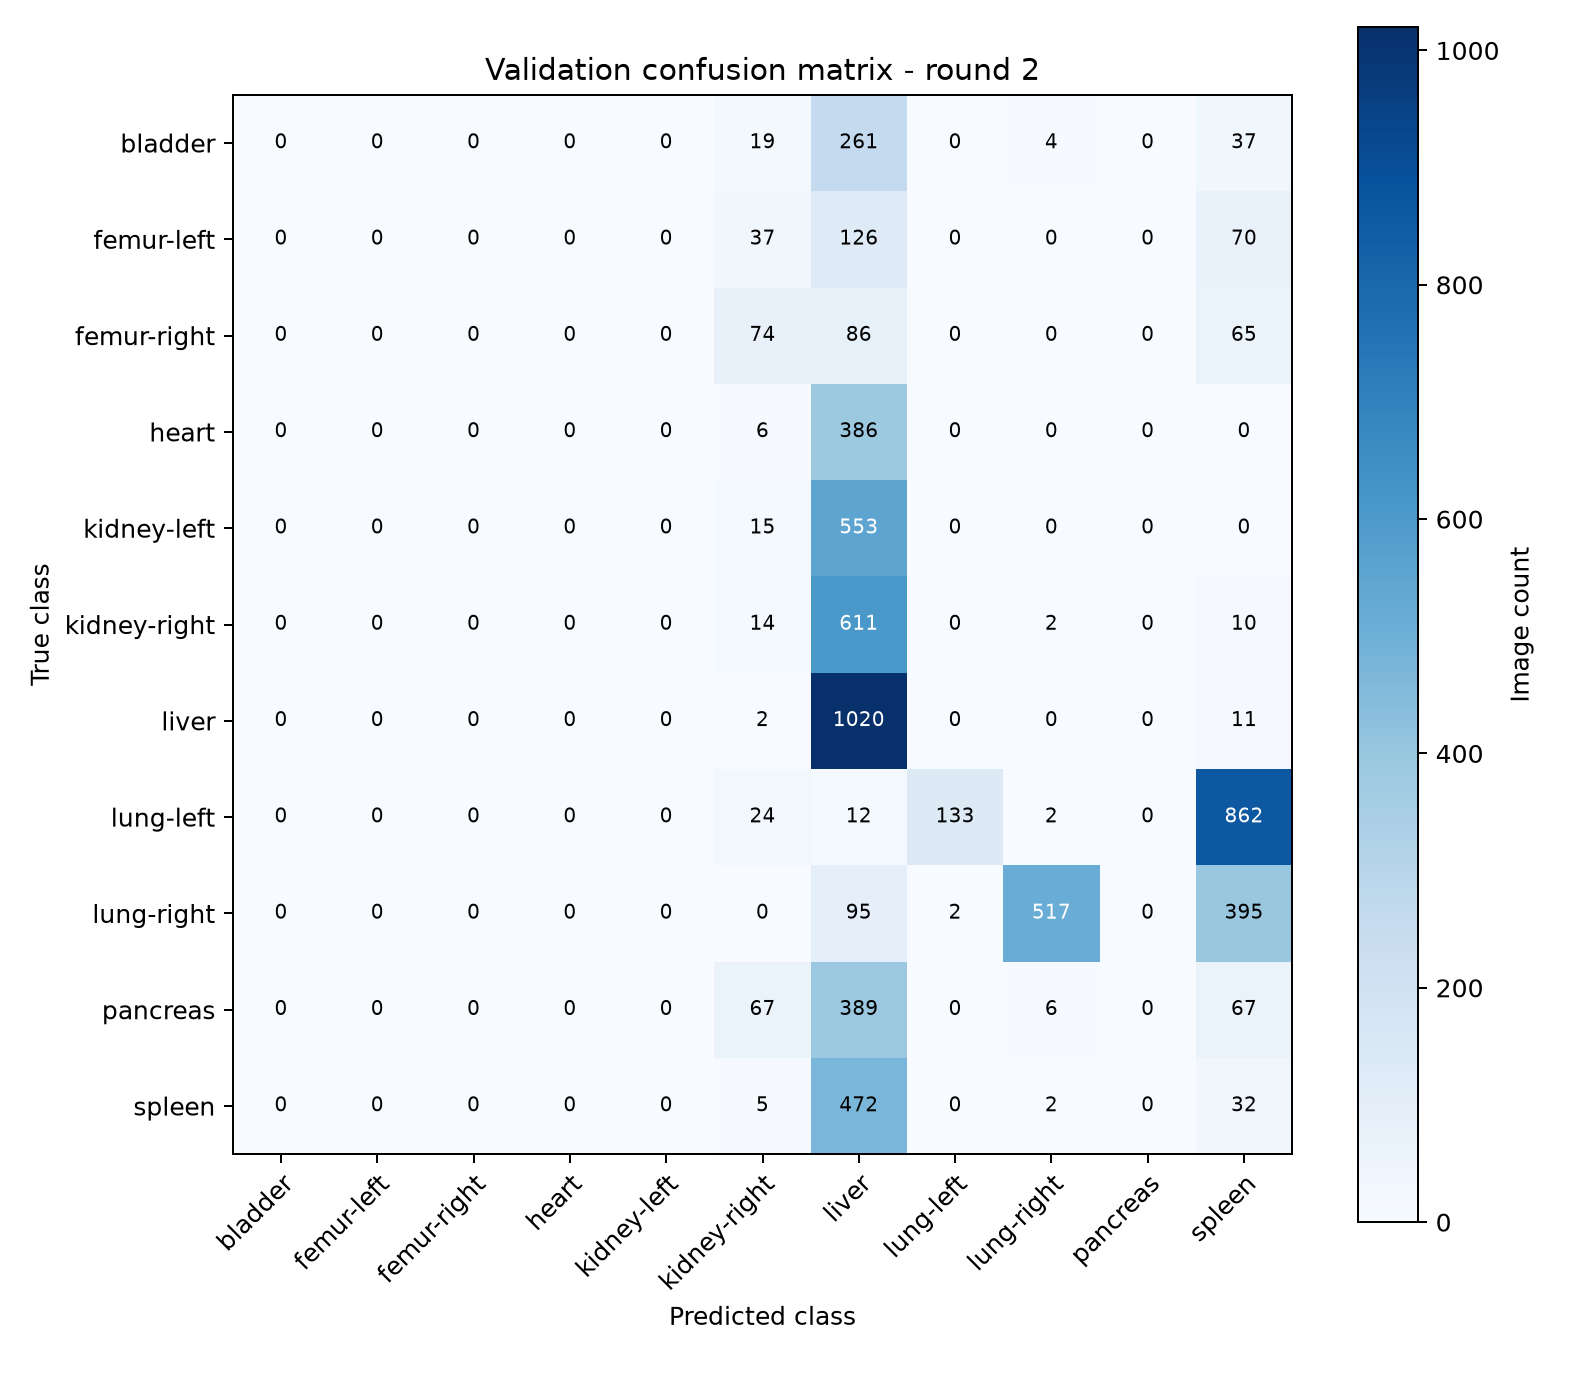 Validation confusion matrix - round 2
bladder 0 0 0 0 0 19 261 0 4 0 37
femur-left 0 0 0 0 0 37 126 0 0 0 70
femur-right 0 0 0 0 0 74 86 0 0 0 65
heart 0 0 0 0 0 6 386 0 0 0 0
kidney-left 0 0 0 0 0 15 553 0 0 0 0
kidney-right 0 0 0 0 0 14 611 0 2 0 10
liver 0 0 0 0 0 2 1020 0 0 0 11
lung-left 0 0 0 0 0 24 12 133 2 0 862
lung-right 0 0 0 0 0 0 95 2 517 0 395
pancreas 0 0 0 0 0 67 389 0 6 0 67
spleen 0 0 0 0 0 5 472 0 2 0 32
True class
bladder femur-left femur-right heart kidney-left kidney-right liver lung-left lung-right pancreas spleen
Predicted class
1000
800
600
400
200
0
Image count